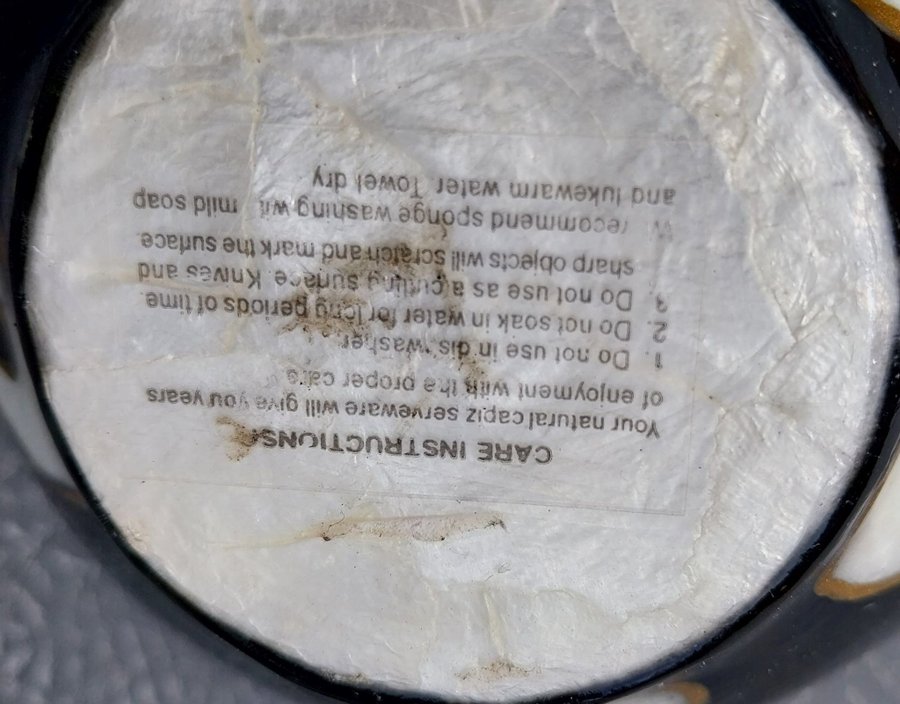 CARE INSTRUCTIONS:
Your natural capiz serveware will give you years
of enjoyment with the proper care
1. Do not use in dishwasher.
2. Do not soak in water for long periods of time.
3. Do not use as a cutting surface. Knives and
sharp objects will scratch and mark the surface
recommend sponge washing with mild soap
and lukewarm water. Towel dry